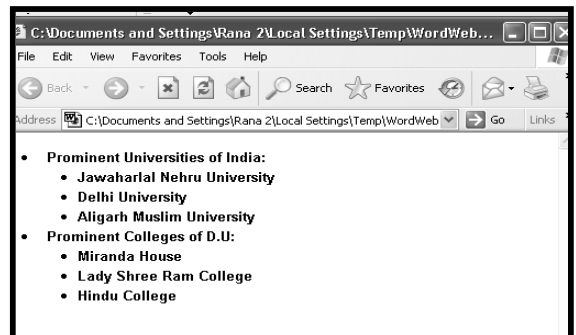 C:\Documents and Settings\Rana 2\Local Settings\Temp\WordWeb...
File Edit View Favorites Tools Help
Back Search Favorites
Address C:\Documents and Settings\Rana 2\Local Settings\Temp\WordWeb Go Links
• Prominent Universities of India:
• Jawaharlal Nehru University
• Delhi University
• Aligarh Muslim University
• Prominent Colleges of D.U:
• Miranda House
• Lady Shree Ram College
• Hindu College